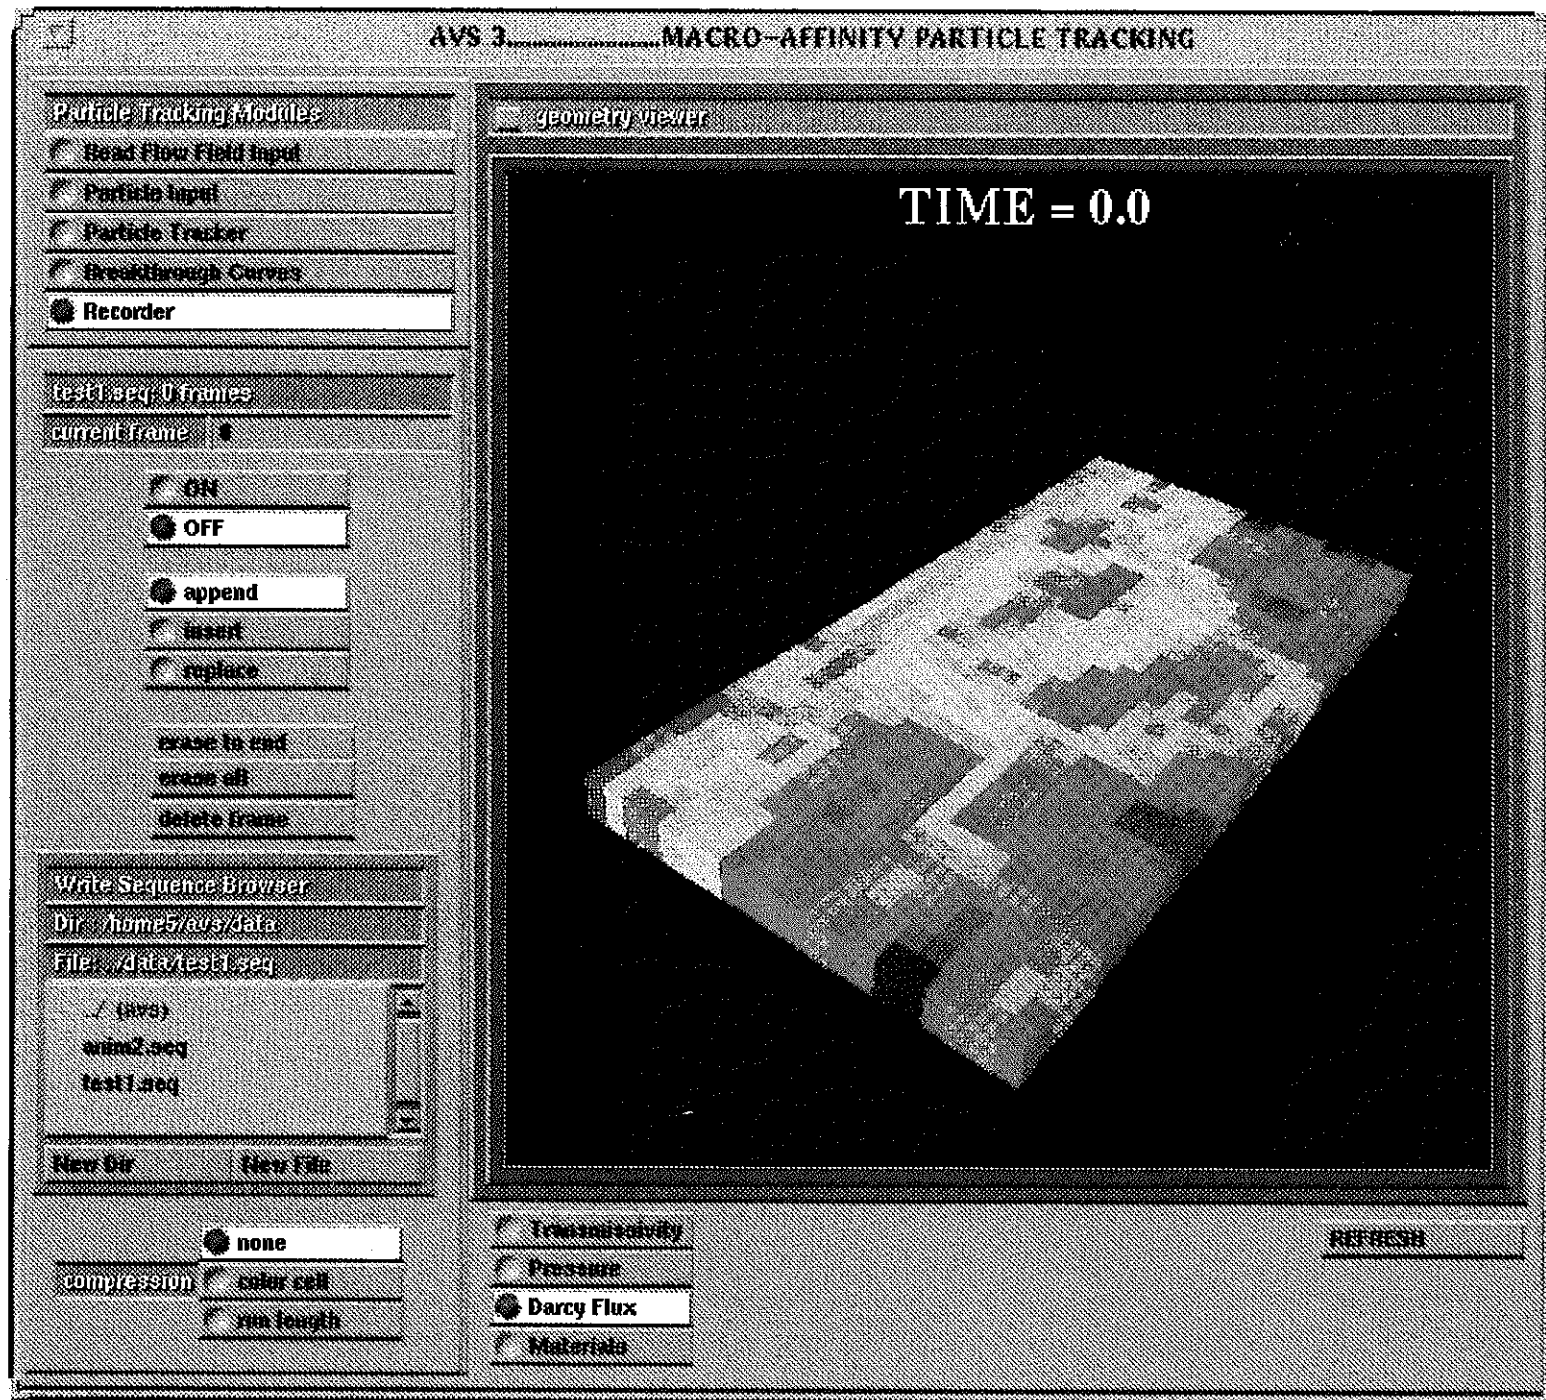 AVS 3......................MACRO-AFFINITY PARTICLE TRACKING
Particle Tracking Modules
Read Flow Field Input
Particle Input
Particle Tracker
Breakthrough Curves
Recorder
test1.seq: 0 frames
current frame
ON
OFF
append
insert
replace
erase to end
erase all
delete frame
Write Sequence Browser
Dir: /home5/avs/data
File: ../data/test1.seq
../ (avs)
anim2.seq
test1.seq
New Dir New File
compression
none
color cell
run length
geometry viewer
TIME = 0.0
Transmissivity
Pressure
Darcy Flux
Materials
REFRESH